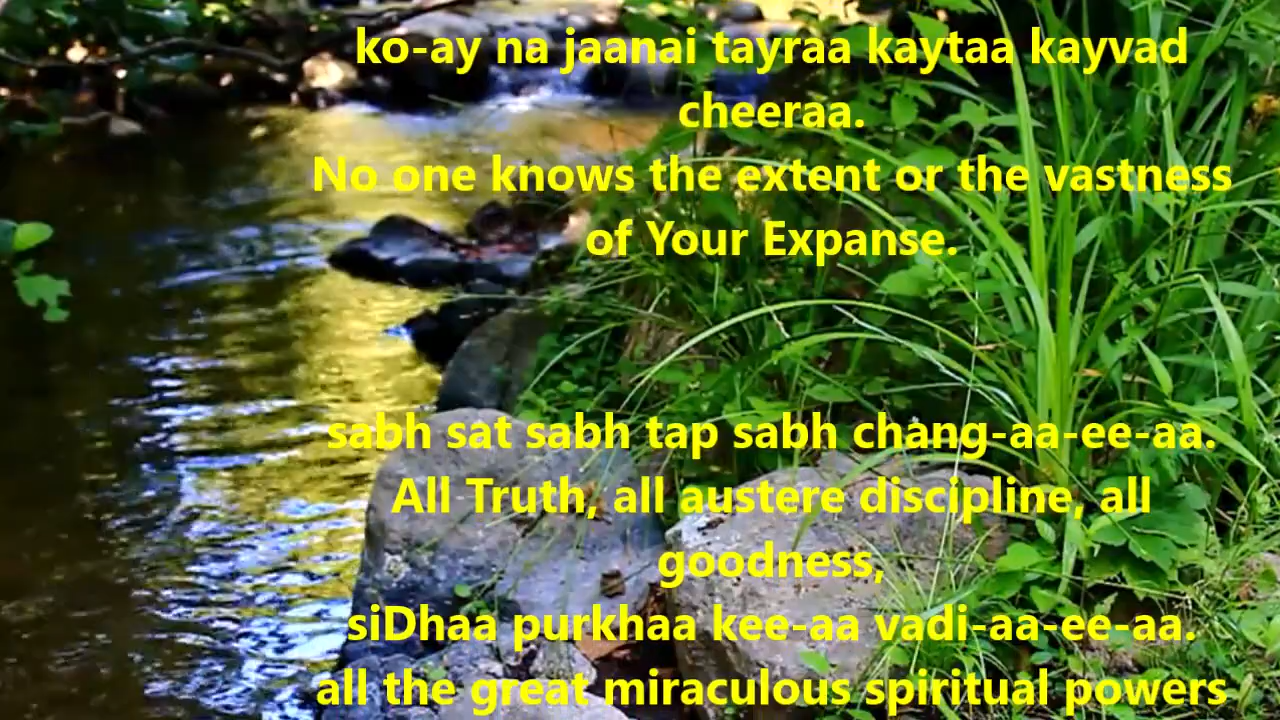 ko-ay na jaanai tayraa kaytaa kayvad
cheeraa.
No one knows the extent or the vastness
of Your Expanse.
sabh sat sabh tap sabh chang-aa-ee-aa.
All Truth, all austere discipline, all
goodness,
siDhaa purkhaa kee-aa vadi-aa-ee-aa.
all the great miraculous spiritual powers